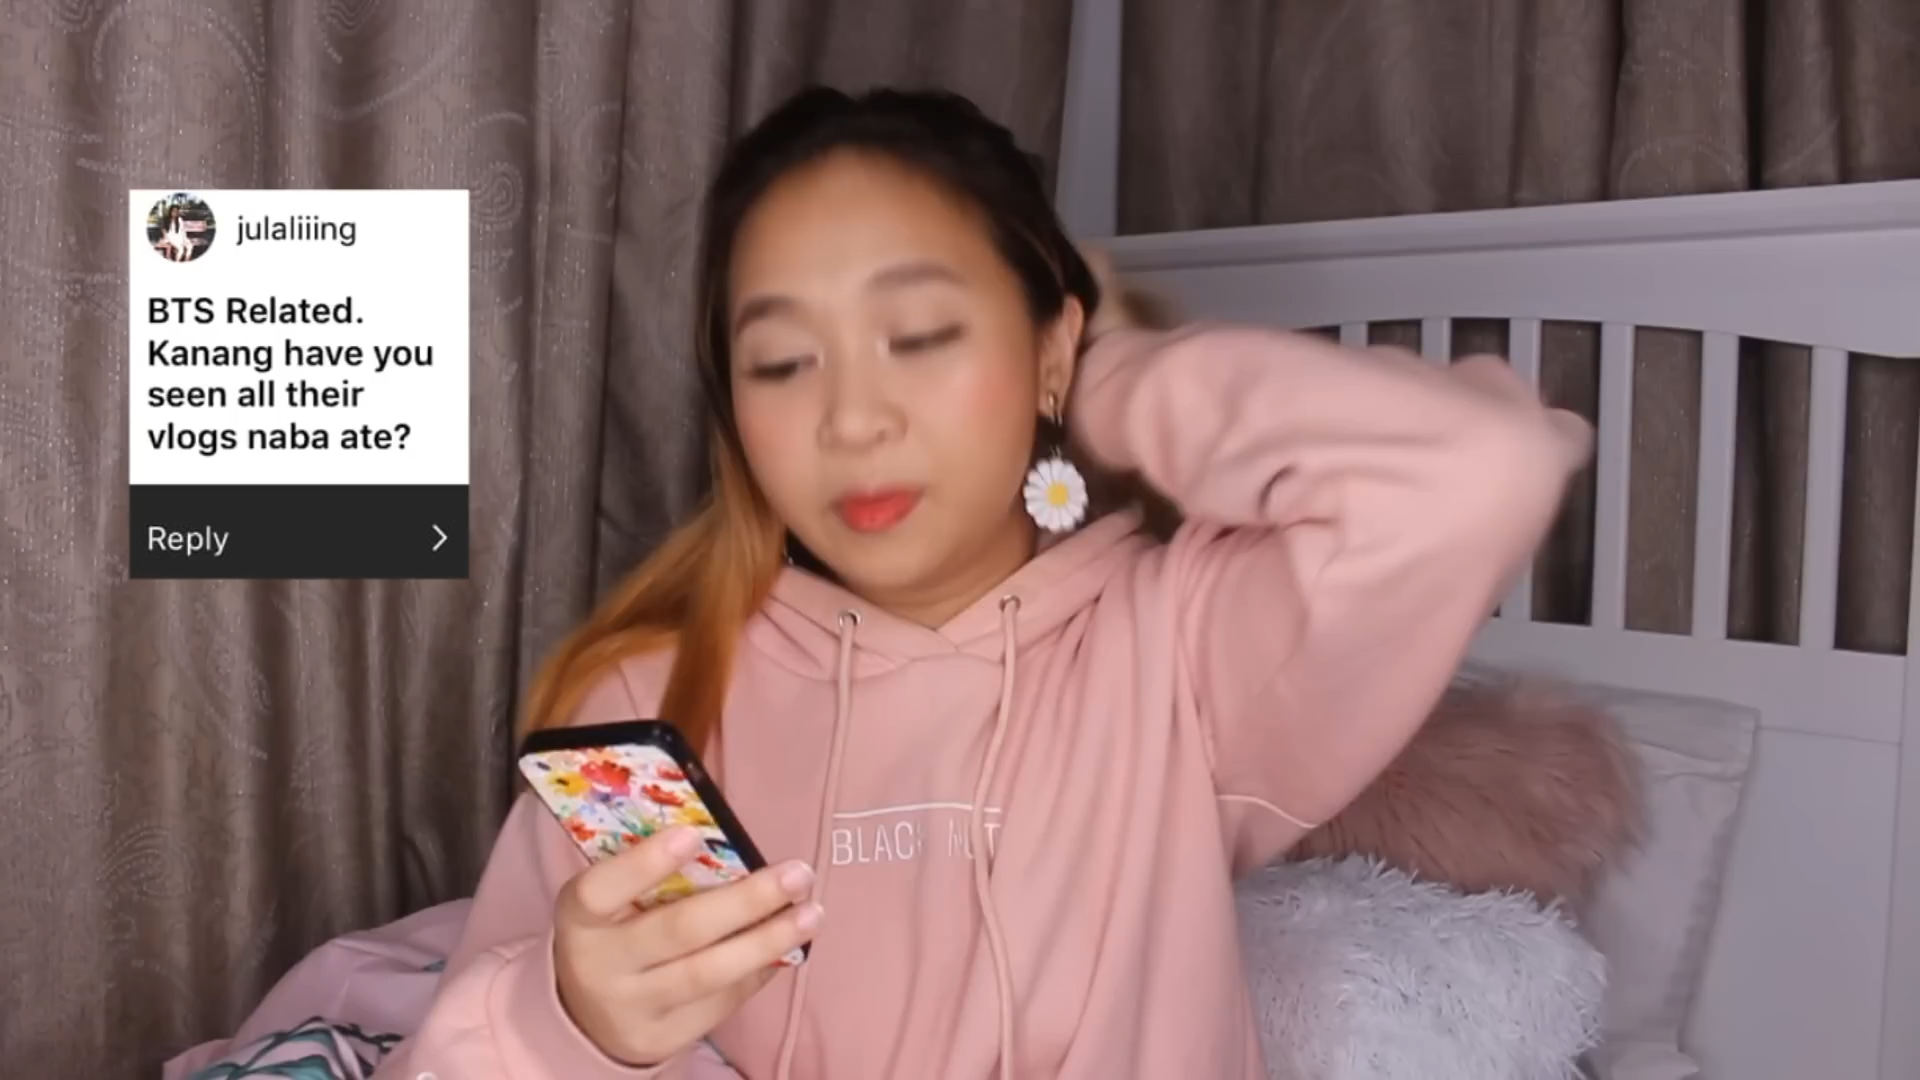 julaliiing
BTS Related.
Kanang have you
seen all their
vlogs naba ate?
Reply